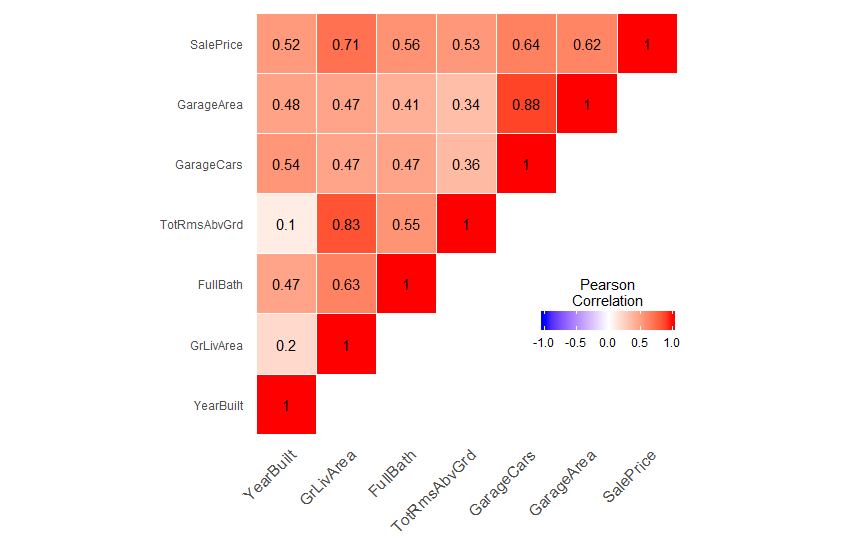 SalePrice 0.52 0.71 0.56 0.53 0.64 0.62 1
GarageArea 0.48 0.47 0.41 0.34 0.88 1
GarageCars 0.54 0.47 0.47 0.36 1
TotRmsAbvGrd 0.1 0.83 0.55 1
FullBath 0.47 0.63 1
GrLivArea 0.2 1
YearBuilt 1
Pearson
Correlation
-1.0 -0.5 0.0 0.5 1.0
YearBuilt GrLivArea FullBath TotRmsAbvGrd GarageCars GarageArea SalePrice